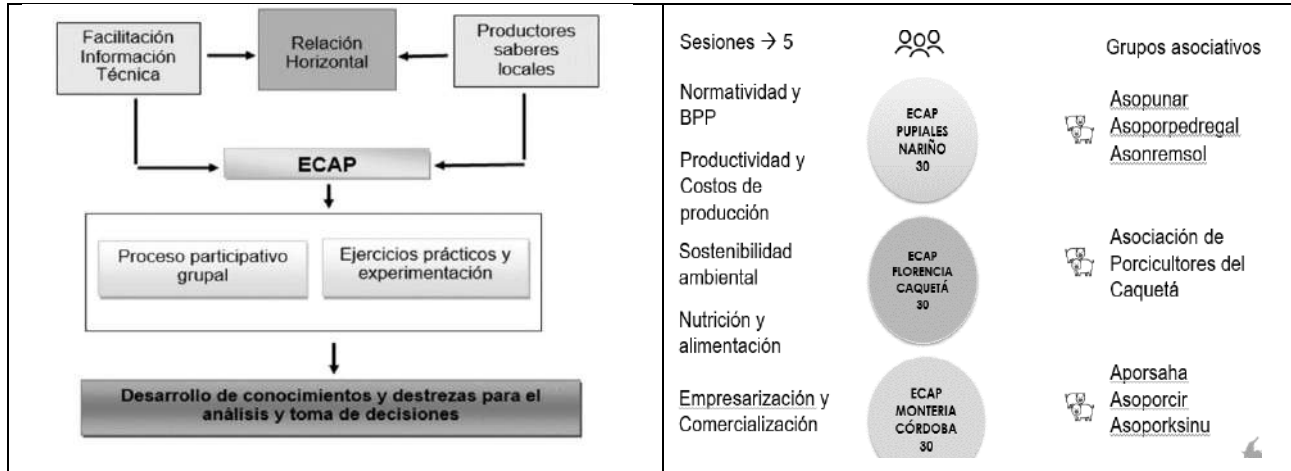 Facilitación
Información
Técnica
Relación
Horizontal
Productores
saberes
locales
ECAP
Proceso participativo
grupal
Ejercicios prácticos y
experimentación
Desarrollo de conocimientos y destrezas para el
análisis y toma de decisiones
Sesiones → 5
Normatividad y
BPP
Productividad y
Costos de
producción
Sostenibilidad
ambiental
Nutrición y
alimentación
Empresarización y
Comercialización
ECAP
PUPIALES
NARIÑO
30
ECAP
FLORENCIA
CAQUETÁ
30
ECAP
MONTERIA
CÓRDOBA
30
Grupos asociativos
Asopunar
Asoporpedregal
Asonremsol
Asociación de
Porcicultores del
Caquetá
Aporsaha
Asoporcir
Asoporksinu